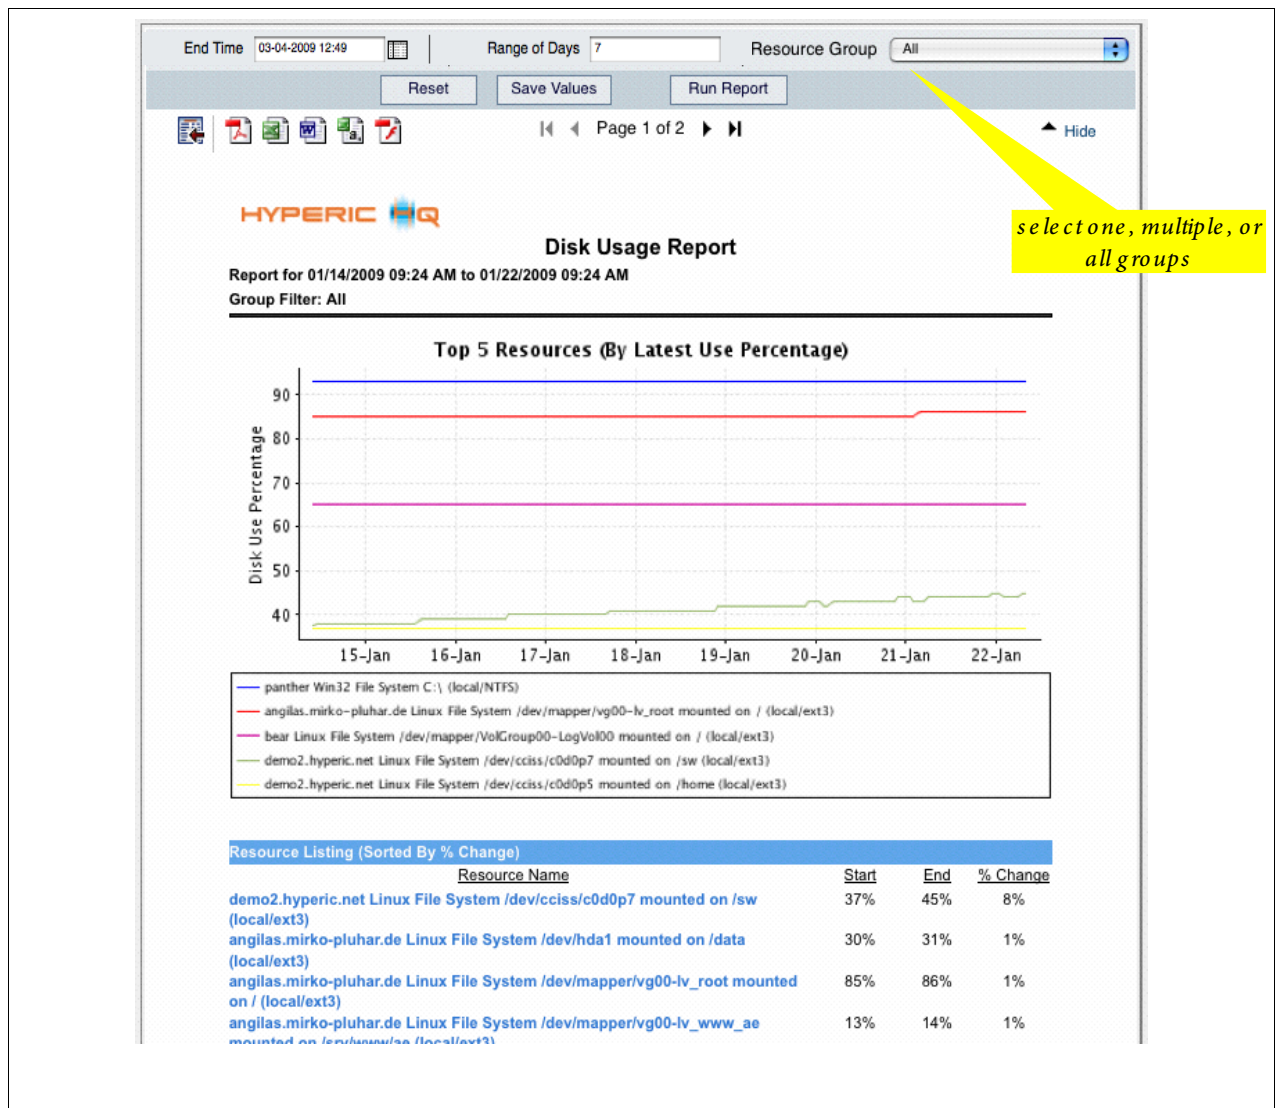 End Time 03-04-2009 12:49 Range of Days 7 Resource Group All
Reset Save Values Run Report
Page 1 of 2 Hide
HYPERIC HQ
select one, multiple, or
all groups
Disk Usage Report
Report for 01/14/2009 09:24 AM to 01/22/2009 09:24 AM
Group Filter: All
Top 5 Resources (By Latest Use Percentage)
Disk Use Percentage
90
80
70
60
50
40
15-Jan 16-Jan 17-Jan 18-Jan 19-Jan 20-Jan 21-Jan 22-Jan
panther Win32 File System C:\ (local/NTFS)
angilas.mirko-pluhar.de Linux File System /dev/mapper/vg00-lv_root mounted on / (local/ext3)
bear Linux File System /dev/mapper/VolGroup00-LogVol00 mounted on / (local/ext3)
demo2.hyperic.net Linux File System /dev/cciss/c0d0p7 mounted on /sw (local/ext3)
demo2.hyperic.net Linux File System /dev/cciss/c0d0p5 mounted on /home (local/ext3)
Resource Listing (Sorted By % Change)
Resource Name Start End % Change
demo2.hyperic.net Linux File System /dev/cciss/c0d0p7 mounted on /sw 37% 45% 8%
(local/ext3)
angilas.mirko-pluhar.de Linux File System /dev/hda1 mounted on /data 30% 31% 1%
(local/ext3)
angilas.mirko-pluhar.de Linux File System /dev/mapper/vg00-lv_root mounted 85% 86% 1%
on / (local/ext3)
angilas.mirko-pluhar.de Linux File System /dev/mapper/vg00-lv_www_ae 13% 14% 1%
mounted on /srv/www/ae (local/ext3)